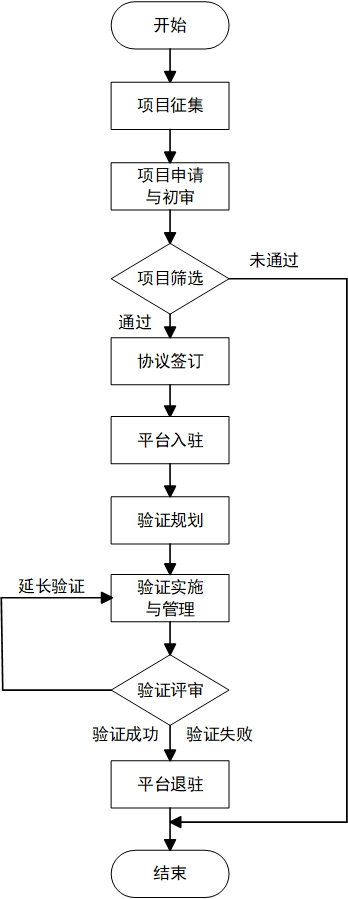 开始
项目征集
项目申请
与初审
项目筛选
未通过
通过
协议签订
平台入驻
验证规划
延长验证
验证实施
与管理
验证评审
验证成功
验证失败
平台退驻
结束